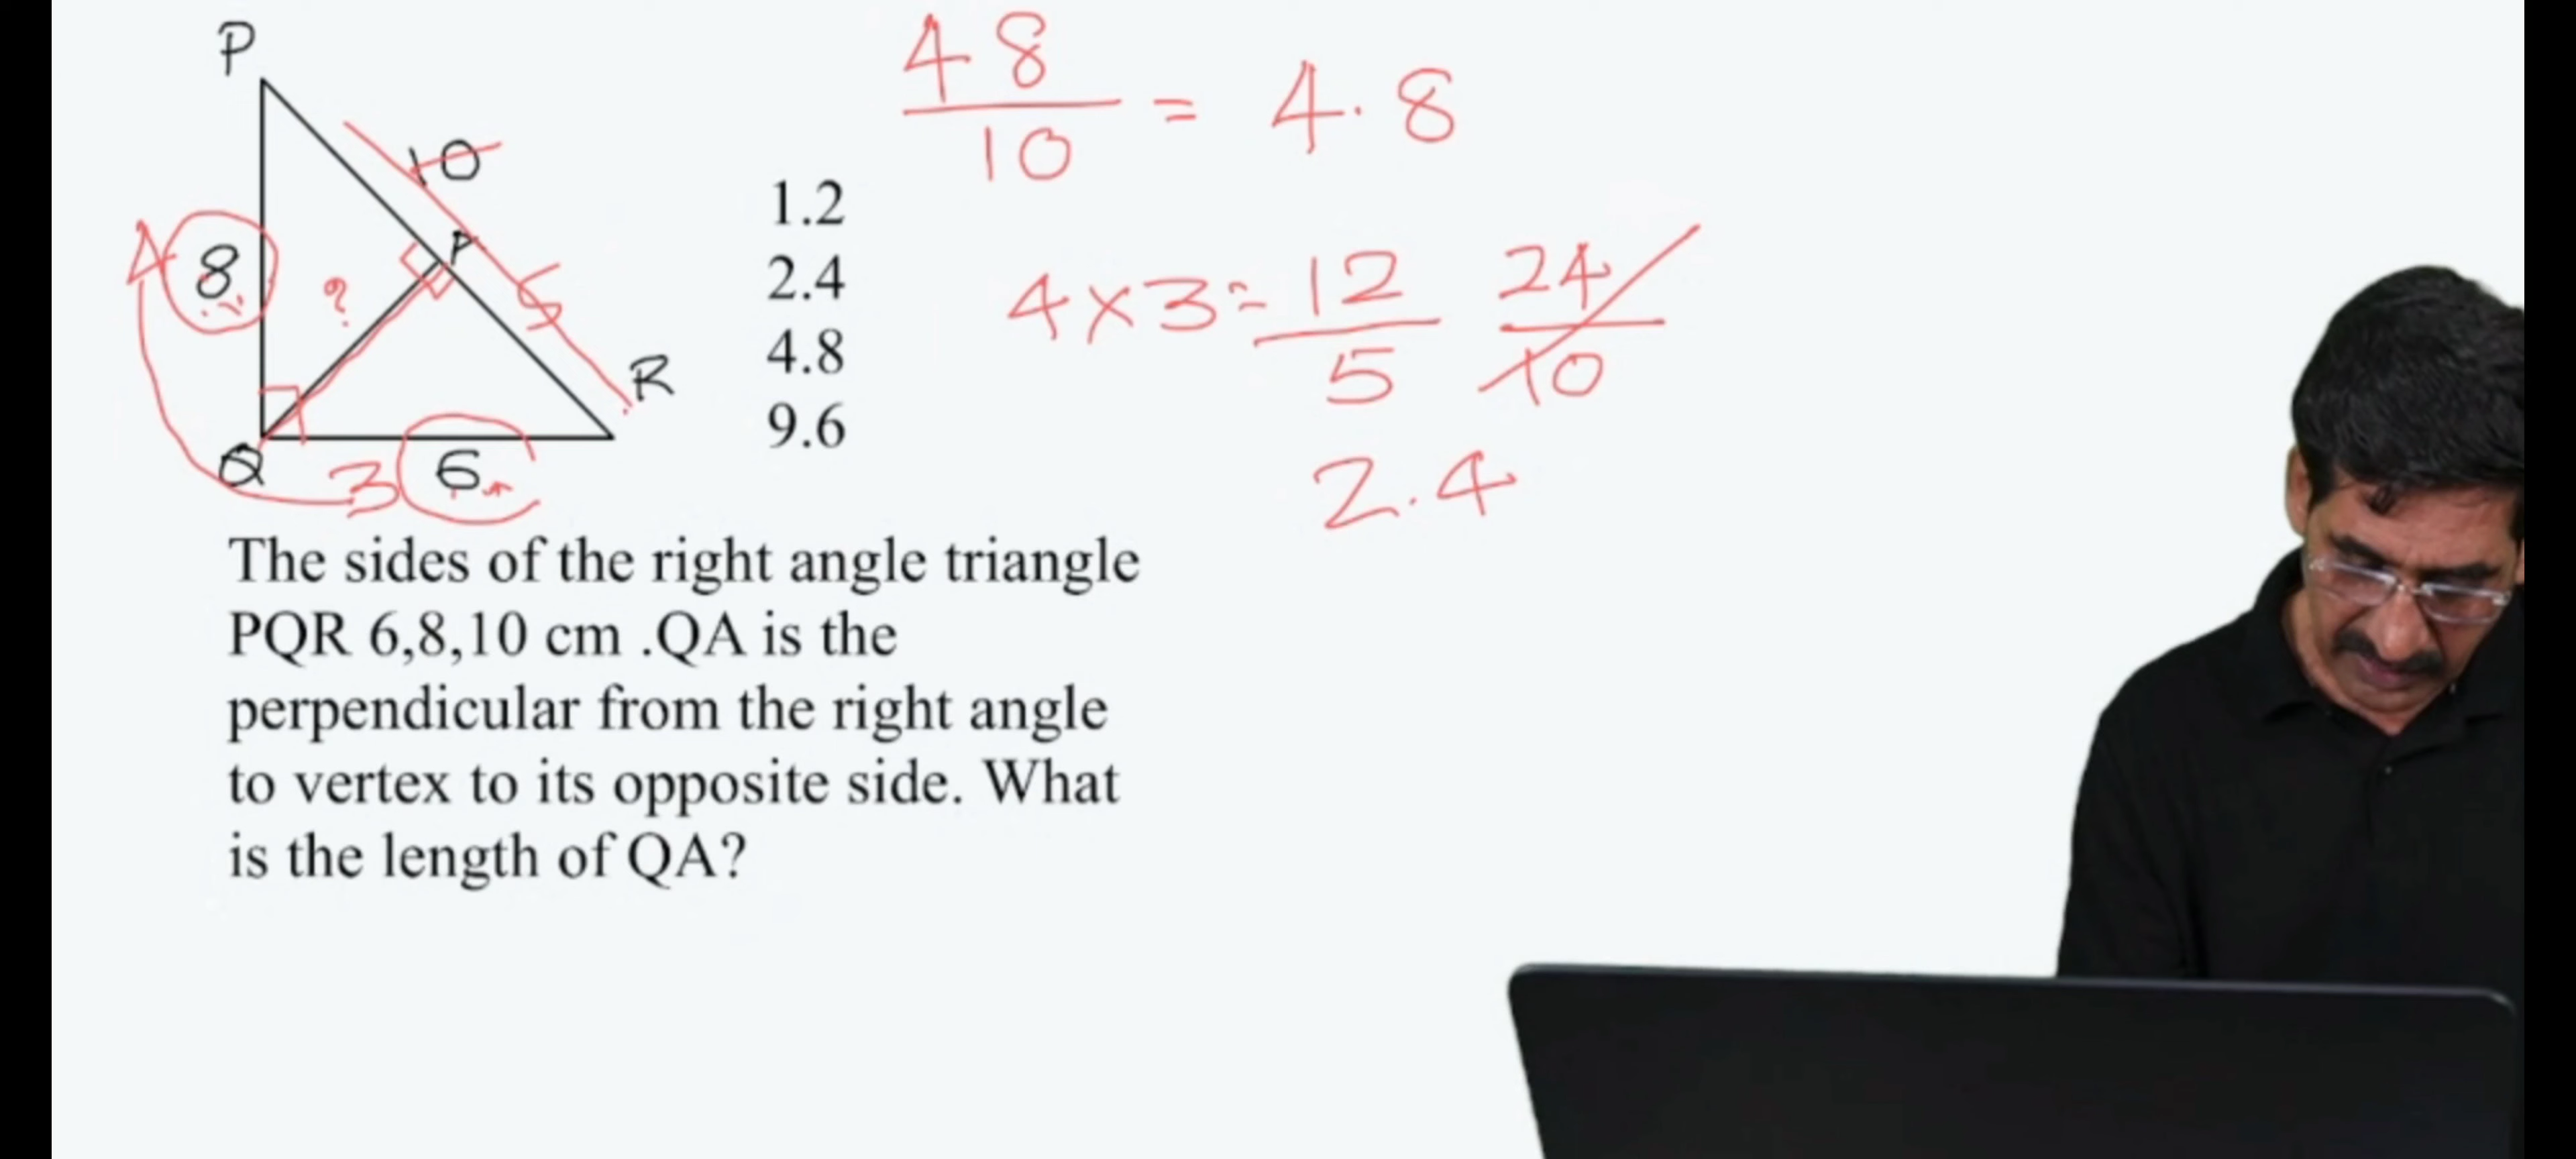 P
48
10
= 4.8
10
1.2
P
4
8
?
5
2.4
4×3=
12
5
24
10
R
4.8
9.6
Q
3
6
2.4
The sides of the right angle triangle
PQR 6,8,10 cm .QA is the
perpendicular from the right angle
to vertex to its opposite side. What
is the length of QA?